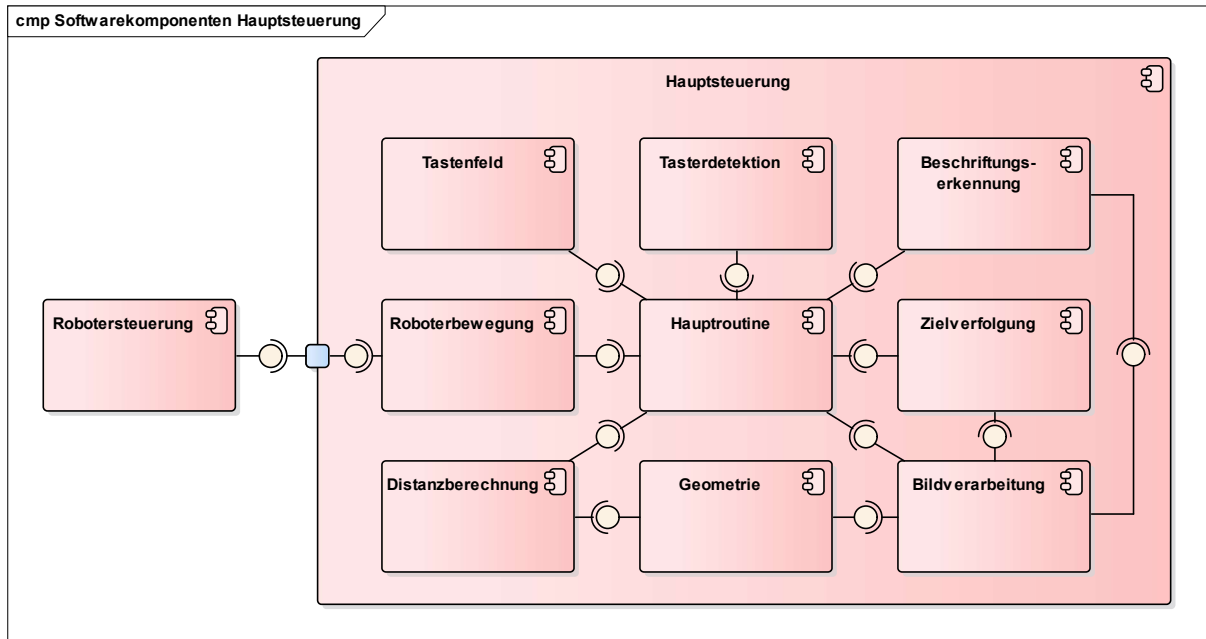 cmp Softwarekomponenten Hauptsteuerung
Hauptsteuerung
Tastenfeld
Tasterdetektion
Beschriftungs-
erkennung
Robotersteuerung
Roboterbewegung
Hauptroutine
Zielverfolgung
Distanzberechnung
Geometrie
Bildverarbeitung